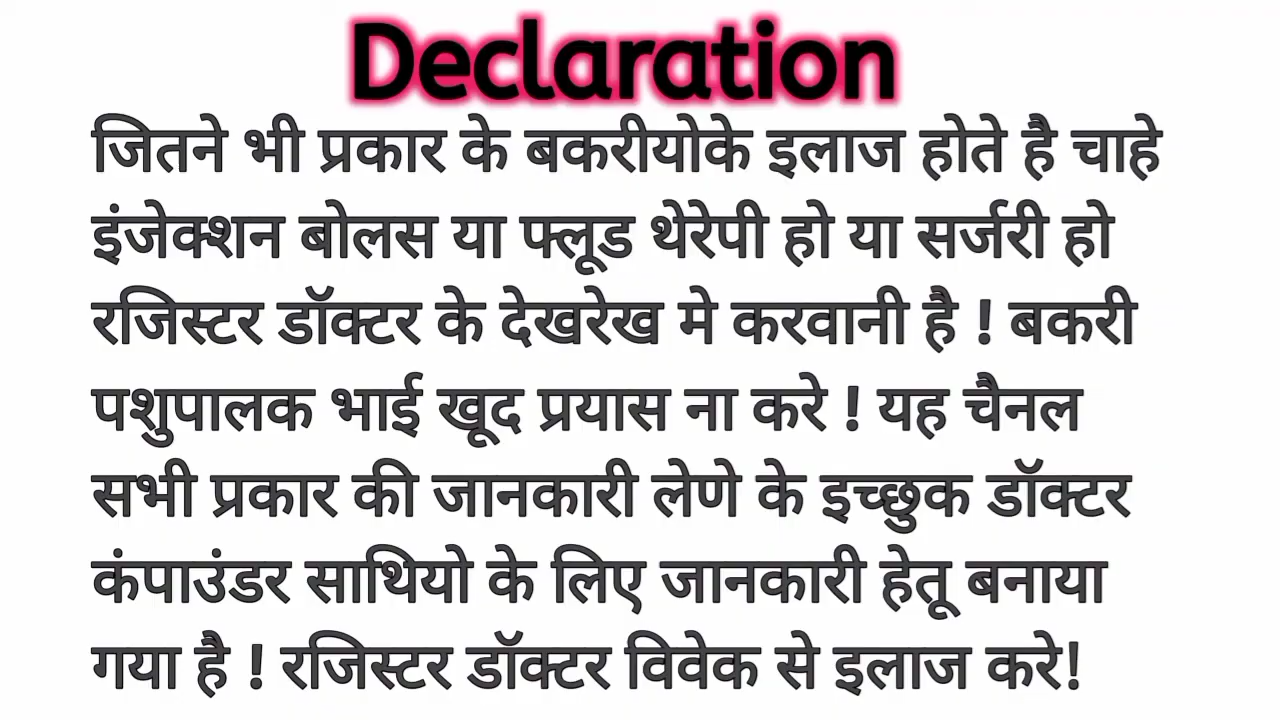 Declaration
जितने भी प्रकार के बकरीयोके इलाज होते है चाहे
इंजेक्शन बोलस या फ्लूड थेरेपी हो या सर्जरी हो
रजिस्टर डॉक्टर के देखरेख मे करवानी है ! बकरी
पशुपालक भाई खूद प्रयास ना करे ! यह चैनल
सभी प्रकार की जानकारी लेणे के इच्छुक डॉक्टर
कंपाउंडर साथियो के लिए जानकारी हेतू बनाया
गया है ! रजिस्टर डॉक्टर विवेक से इलाज करे!